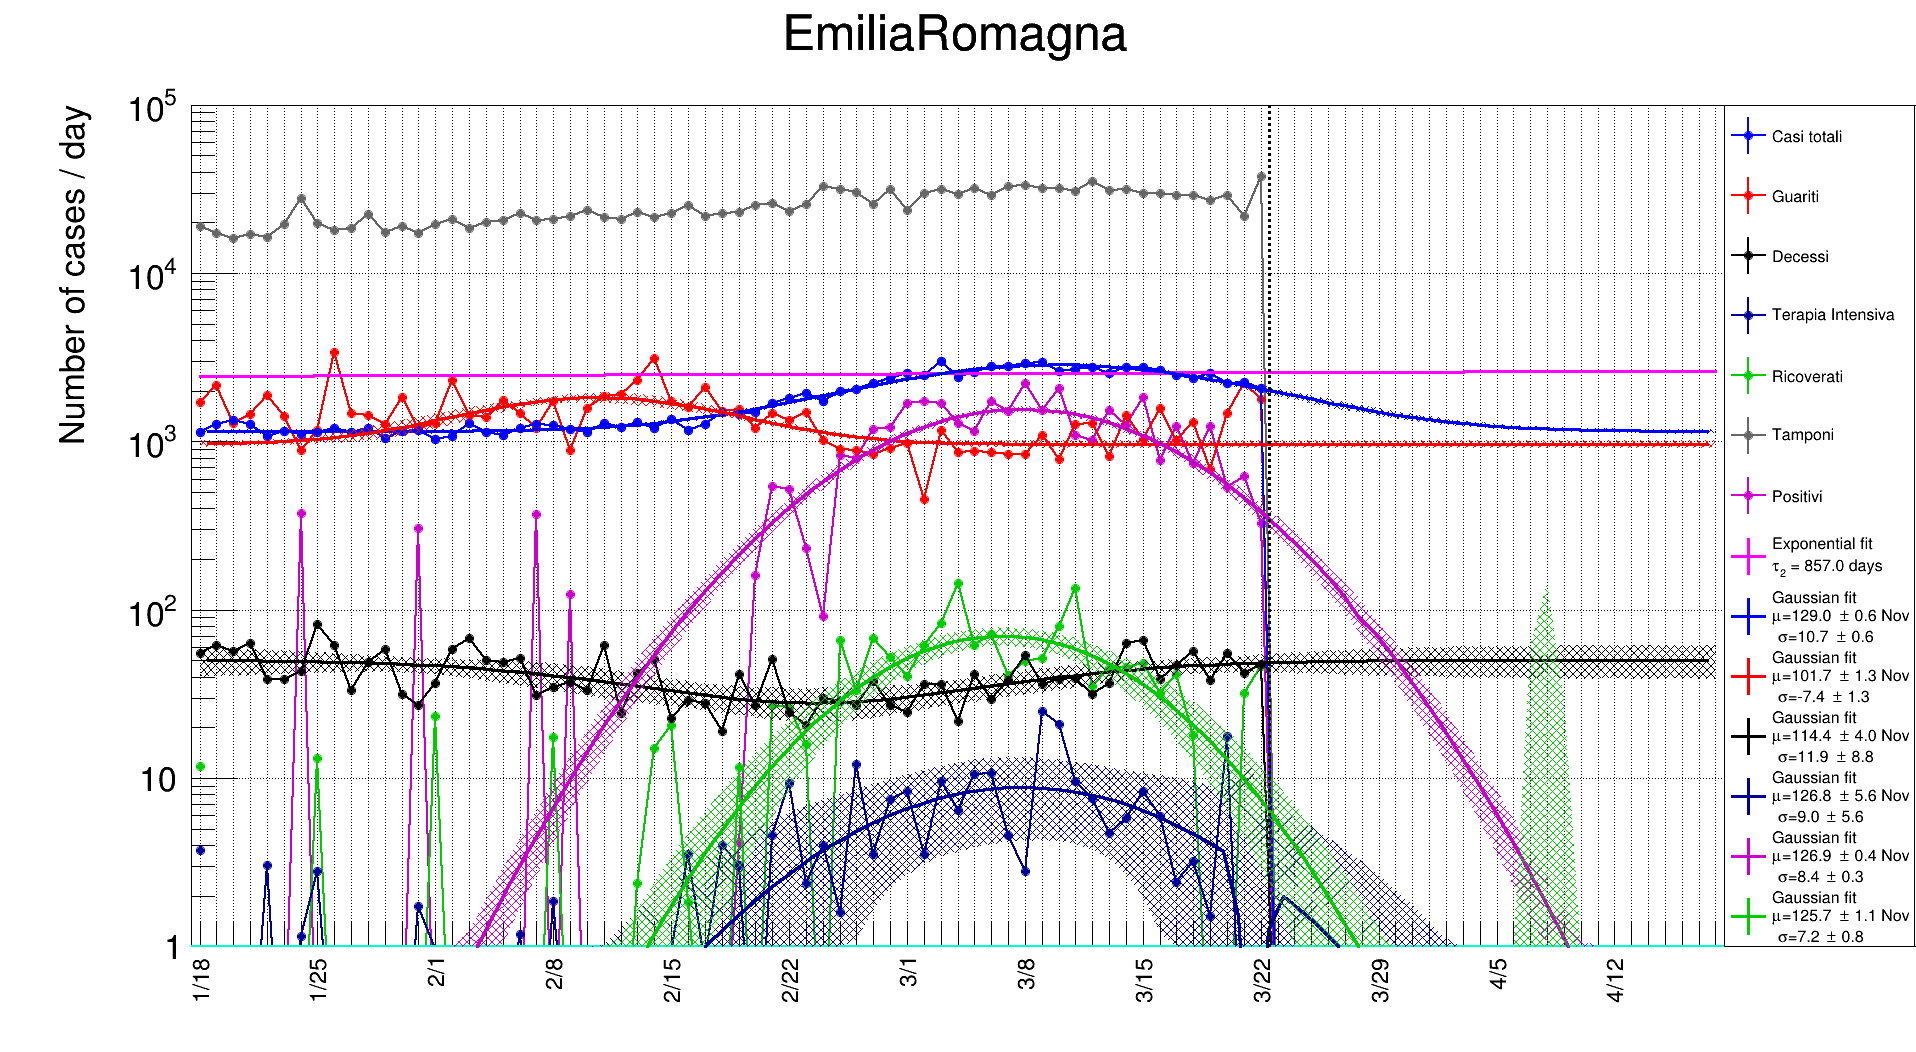 EmiliaRomagna
Number of cases / day
10^5
10^4
10^3
10^2
10
1
1/18
1/25
2/1
2/8
2/15
2/22
3/1
3/8
3/15
3/22
3/29
4/5
4/12
Casi totali
Guariti
Decessi
Terapia Intensiva
Ricoverati
Tamponi
Positivi
Exponential fit
τ2 = 857.0 days
Gaussian fit
μ=129.0 ± 0.6 Nov
σ=10.7 ± 0.6
Gaussian fit
μ=101.7 ± 1.3 Nov
σ=-7.4 ± 1.3
Gaussian fit
μ=114.4 ± 4.0 Nov
σ=11.9 ± 8.8
Gaussian fit
μ=126.8 ± 5.6 Nov
σ=9.0 ± 5.6
Gaussian fit
μ=126.9 ± 0.4 Nov
σ=8.4 ± 0.3
Gaussian fit
μ=125.7 ± 1.1 Nov
σ=7.2 ± 0.8